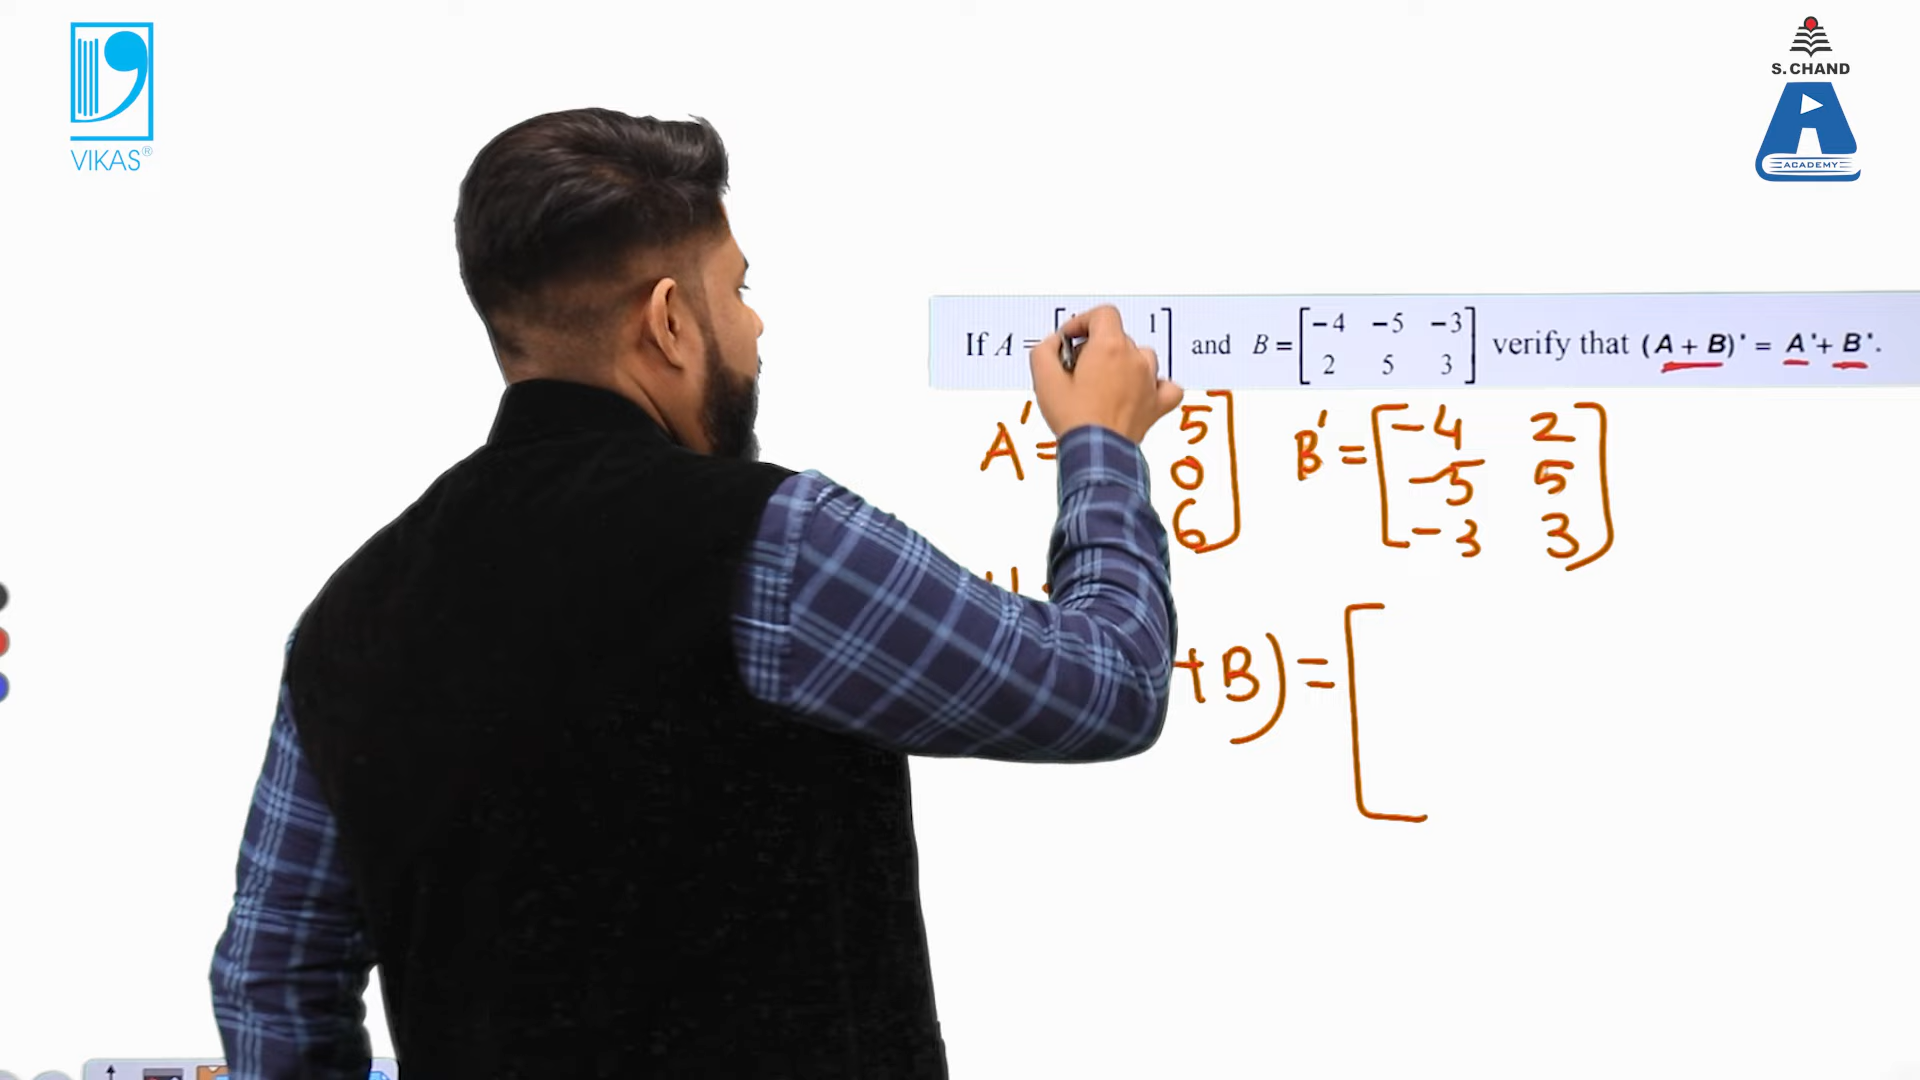 VIKAS®
S. CHAND
ACADEMY
If A = [ 1 ] and B = [ -4 -5 -3 ] verify that (A + B)' = A' + B'.
2 5 3
A' = 5 ] B' = [ -4 2 ]
0 -5 5
6 -3 3
+ B) = [